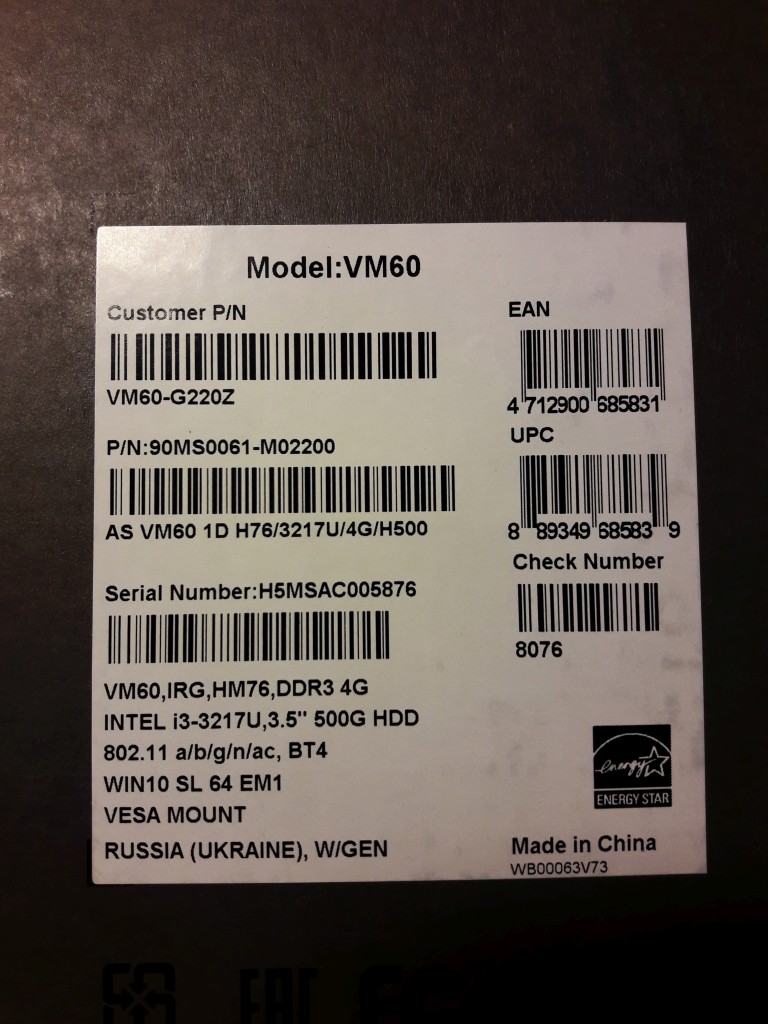 Model:VM60
Customer P/N
VM60-G220Z
P/N:90MS0061-M02200
AS VM60 1D H76/3217U/4G/H500
Serial Number:H5MSAC005876
VM60,IRG,HM76,DDR3 4G
INTEL i3-3217U,3.5" 500G HDD
802.11 a/b/g/n/ac, BT4
WIN10 SL 64 EM1
VESA MOUNT
RUSSIA (UKRAINE), W/GEN
EAN
4 712900 685831
UPC
8 89349 68583 9
Check Number
8076
energy
ENERGY STAR
Made in China
WB00063V73
EAC